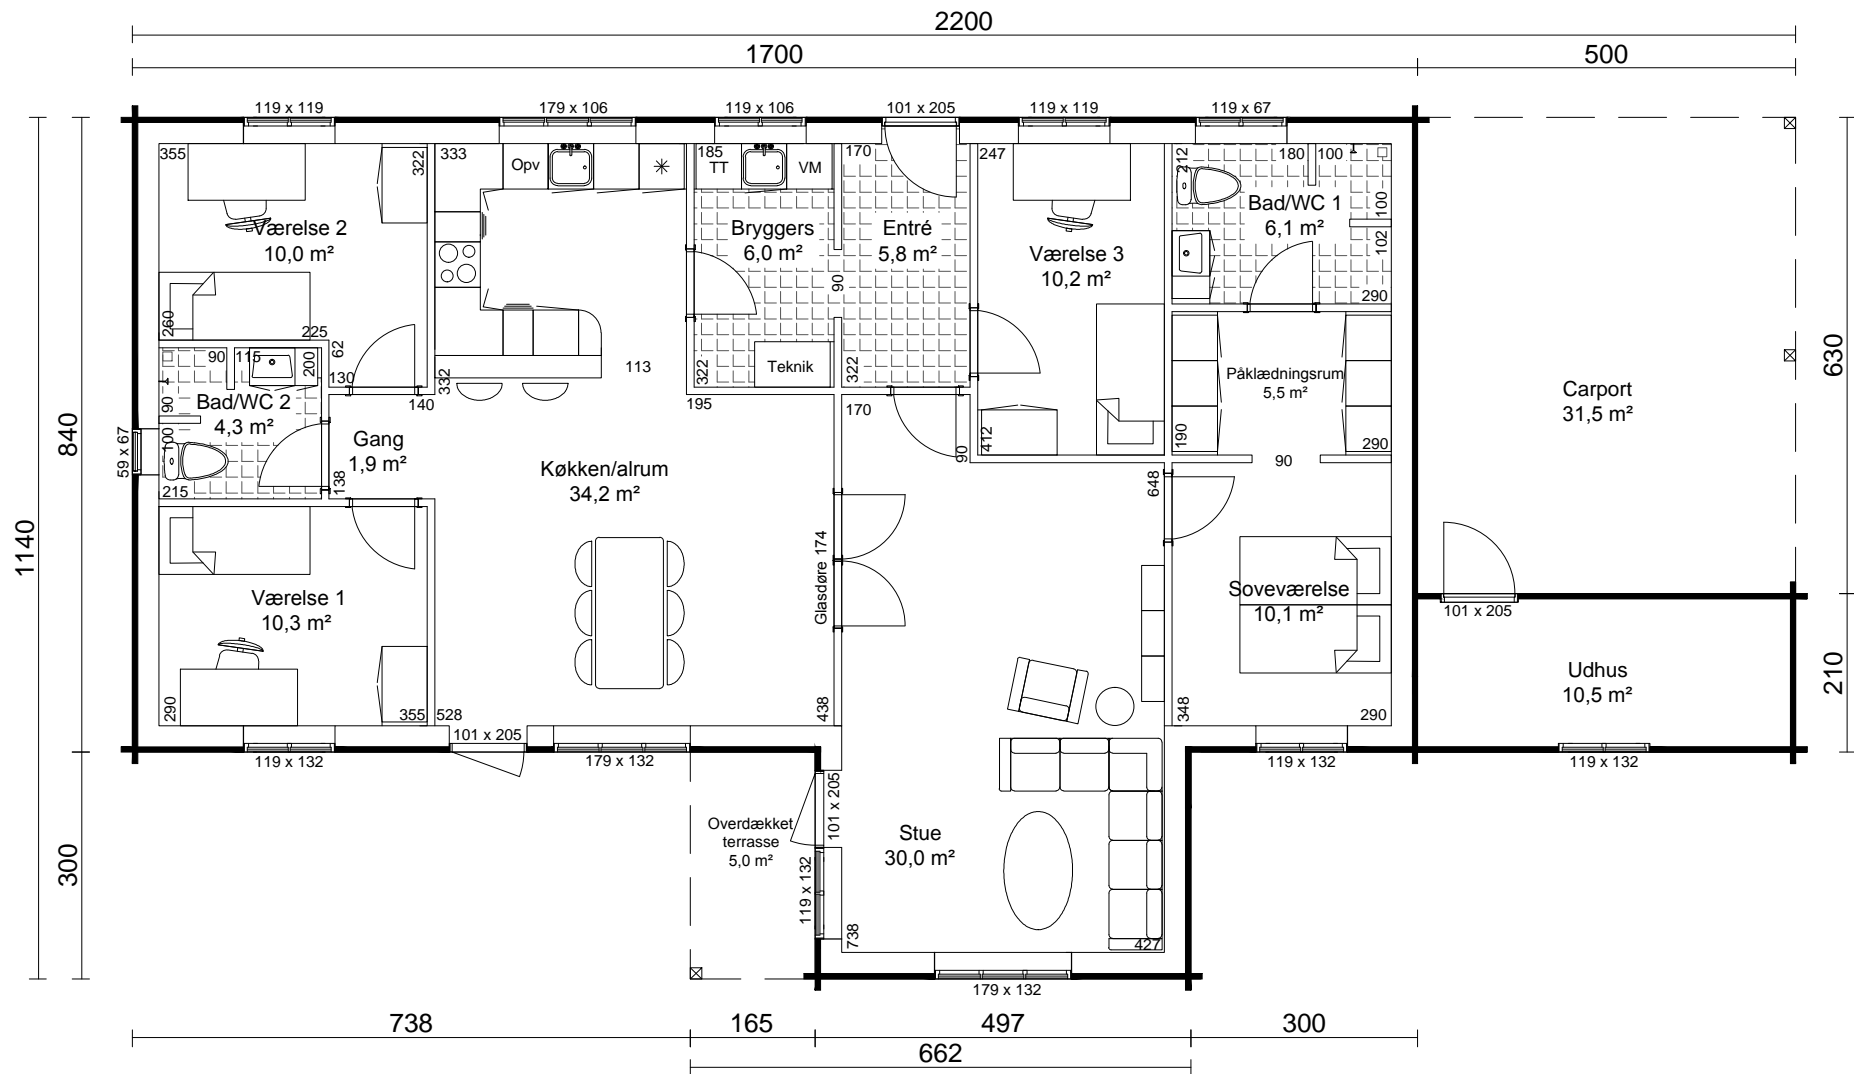 2200
1700
500
119 x 119
179 x 106
119 x 106
101 x 205
119 x 119
119 x 67
355
322
333
Opv
185
TT
VM
170
247
212
180
100
Værelse 2
10,0 m²
Bryggers
6,0 m²
Entré
5,8 m²
Værelse 3
10,2 m²
Bad/WC 1
6,1 m²
100
102
290
90
260
225
62
130
90
115
200
332
113
322
Teknik
322
Påklædningsrum
5,5 m²
190
290
Carport
31,5 m²
630
840
1140
59 x 67
Bad/WC 2
4,3 m²
90
100
215
140
Gang
1,9 m²
138
195
170
412
90
90
Køkken/alrum
34,2 m²
648
Glasdøre 174
Værelse 1
10,3 m²
290
355
528
438
Soveværelse
10,1 m²
348
290
101 x 205
Udhus
10,5 m²
210
119 x 132
101 x 205
179 x 132
119 x 132
119 x 132
300
Overdækket
terrasse
5,0 m²
101 x 205
119 x 132
Stue
30,0 m²
738
427
179 x 132
738
165
497
300
662